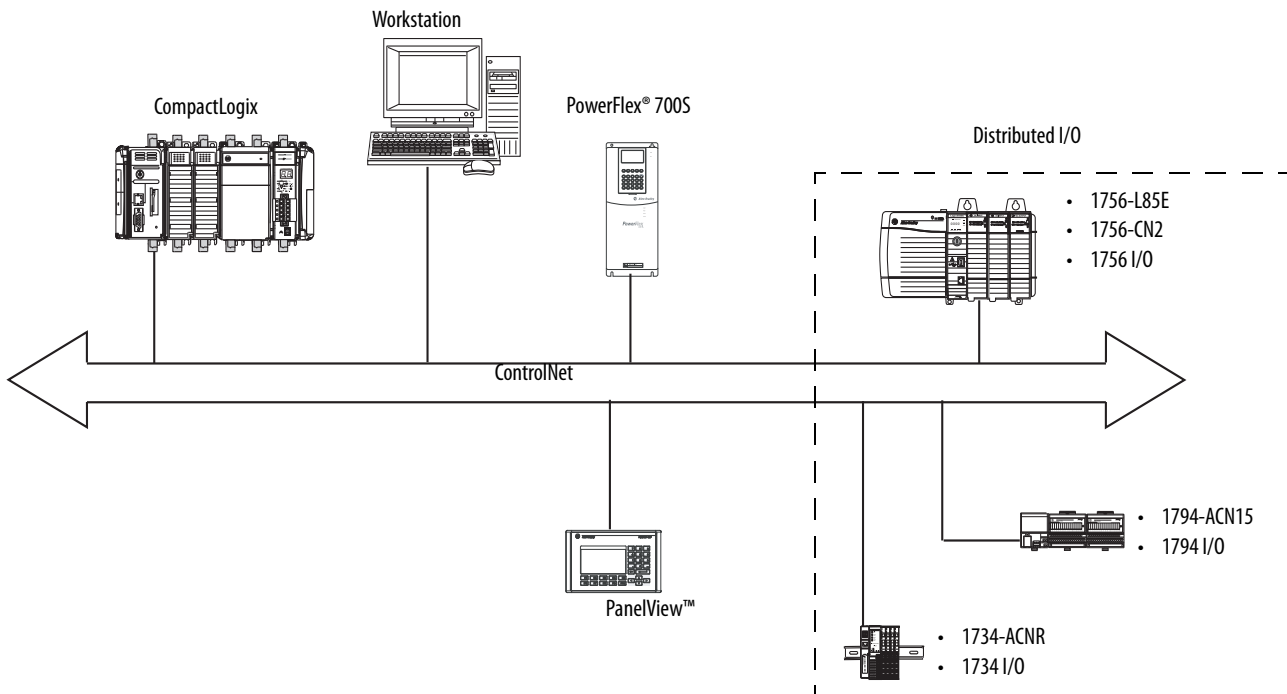 Workstation
CompactLogix
PowerFlex® 700S
Distributed I/O
• 1756-L85E
• 1756-CN2
• 1756 I/O
ControlNet
• 1794-ACN15
• 1794 I/O
PanelView™
• 1734-ACNR
• 1734 I/O